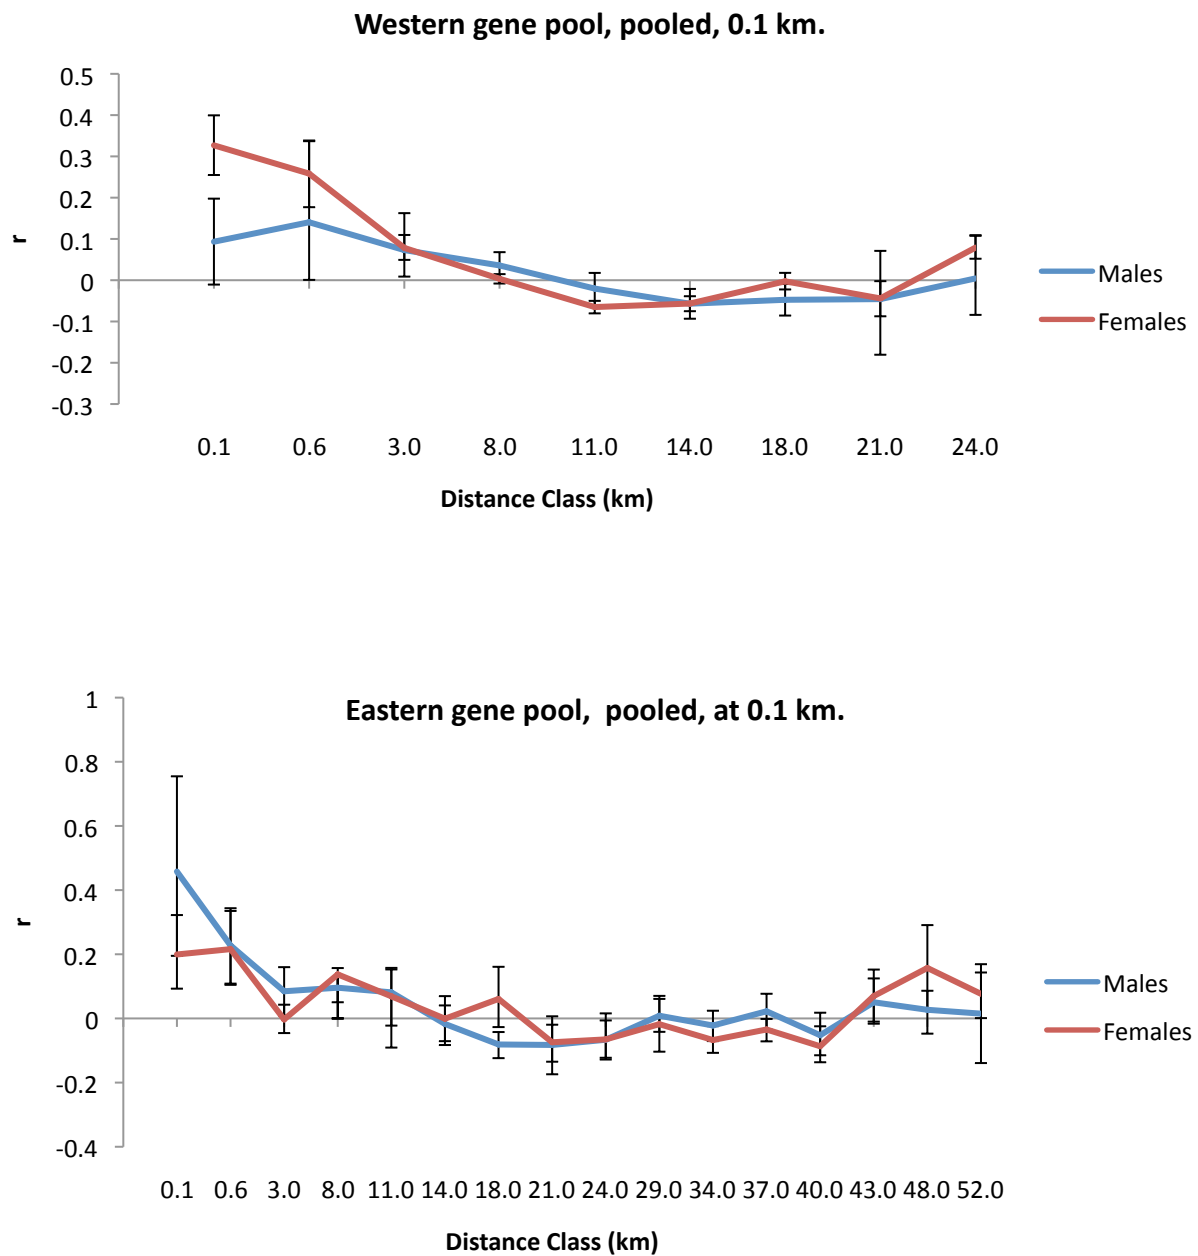 Western gene pool, pooled, 0.1 km.
0.5
0.4
0.3
0.2
0.1
0
-0.1
-0.2
-0.3
r
0.1 0.6 3.0 8.0 11.0 14.0 18.0 21.0 24.0
Distance Class (km)
Males
Females
Eastern gene pool, pooled, at 0.1 km.
1
0.8
0.6
0.4
0.2
0
-0.2
-0.4
r
0.1 0.6 3.0 8.0 11.0 14.0 18.0 21.0 24.0 29.0 34.0 37.0 40.0 43.0 48.0 52.0
Distance Class (km)
Males
Females